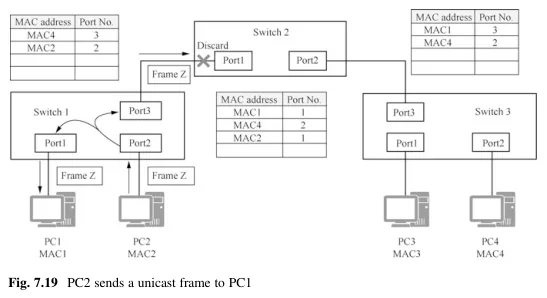 MAC address Port No.
MAC4 3
MAC2 2
Switch 2
Discard
Port1 Port2
Frame Z
MAC address Port No.
MAC1 3
MAC4 2
Switch 1
Port3
Port1 Port2
Frame Z Frame Z
MAC address Port No.
MAC1 1
MAC4 2
MAC2 1
Switch 3
Port3
Port1 Port2
PC1 PC2 PC3 PC4
MAC1 MAC2 MAC3 MAC4
Fig. 7.19 PC2 sends a unicast frame to PC1